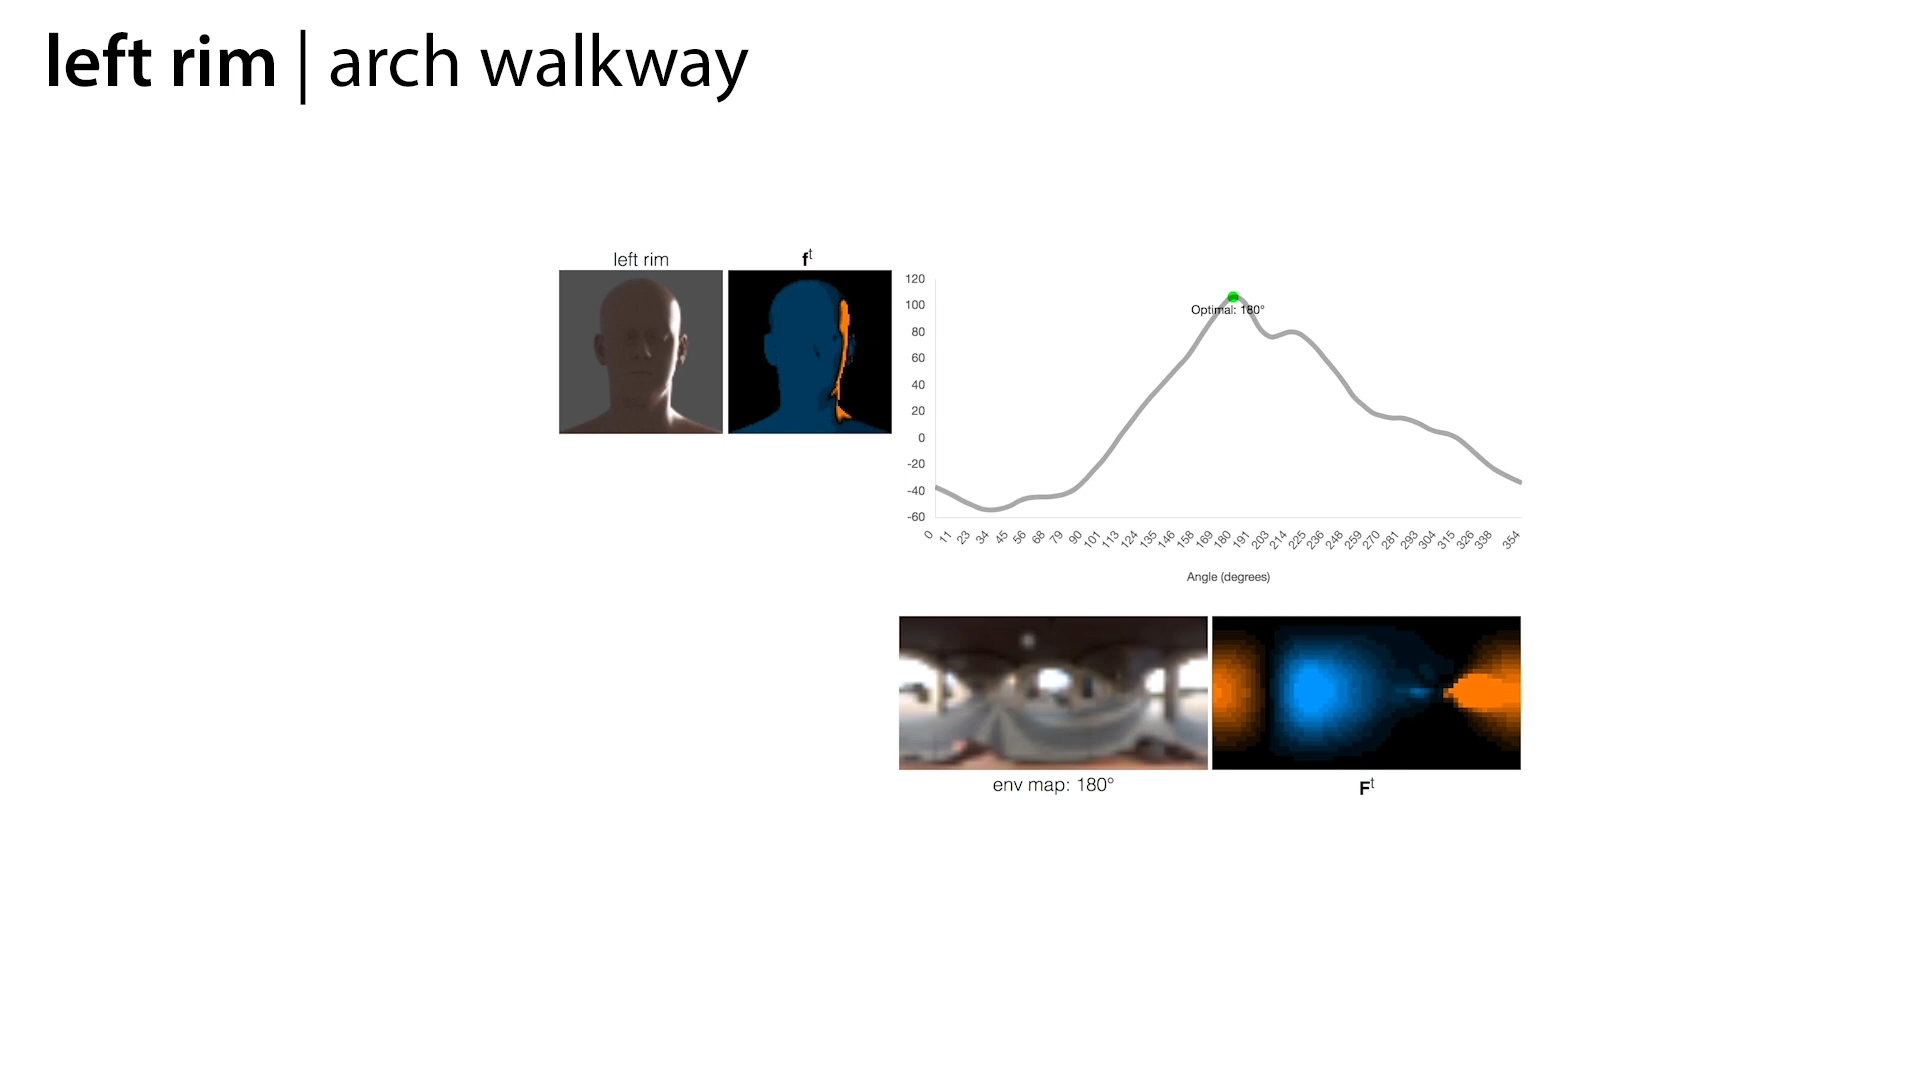 left rim | arch walkway
left rim
fᵗ
120
100
80
60
40
20
0
-20
-40
-60
Optimal: 180°
0 11 23 34 45 56 68 79 90 101 113 124 135 146 158 169 180 191 203 214 225 236 248 259 270 281 293 304 315 326 338 354
Angle (degrees)
env map: 180°
Fᵗ